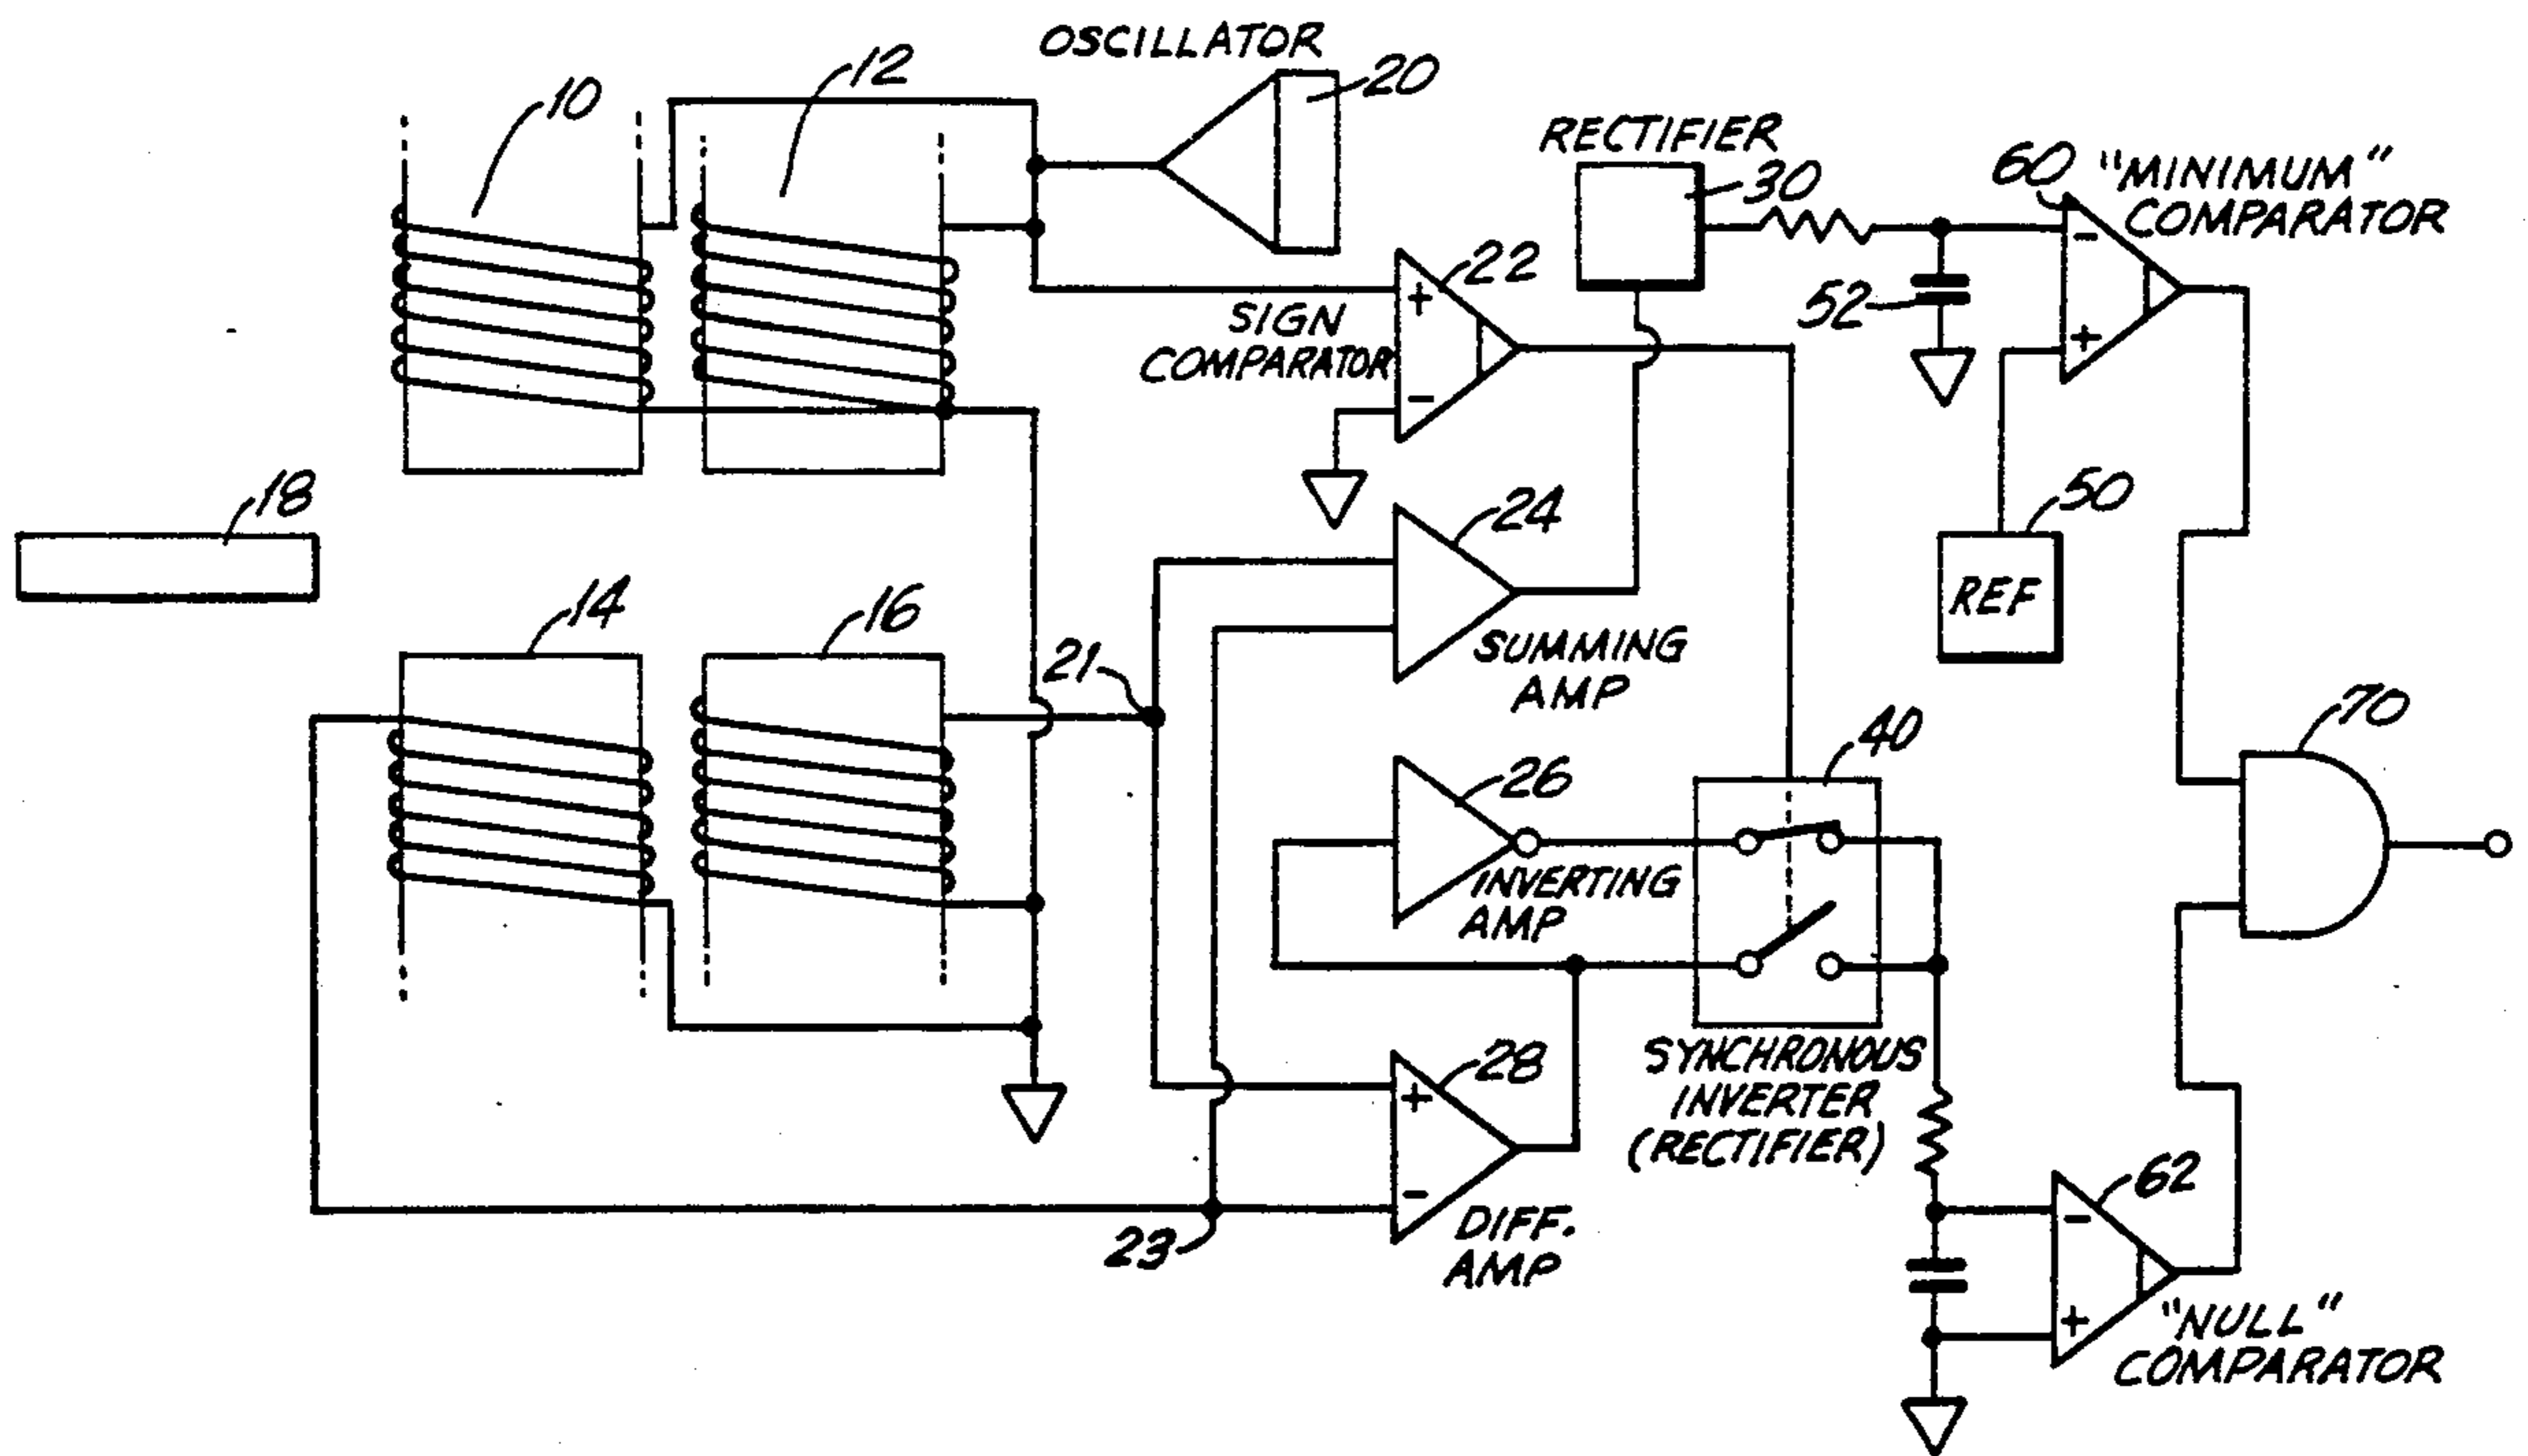 OSCILLATOR
10
12
20
RECTIFIER
30
60
"MINIMUM"
COMPARATOR
22
+
-
SIGN
COMPARATOR
52
-
+
18
24
50
REF
14
16
21
SUMMING
AMP
70
40
26
INVERTING
AMP
28
+
-
SYNCHRONOUS
INVERTER
(RECTIFIER)
23
DIFF.
AMP
62
-
+
"NULL"
COMPARATOR